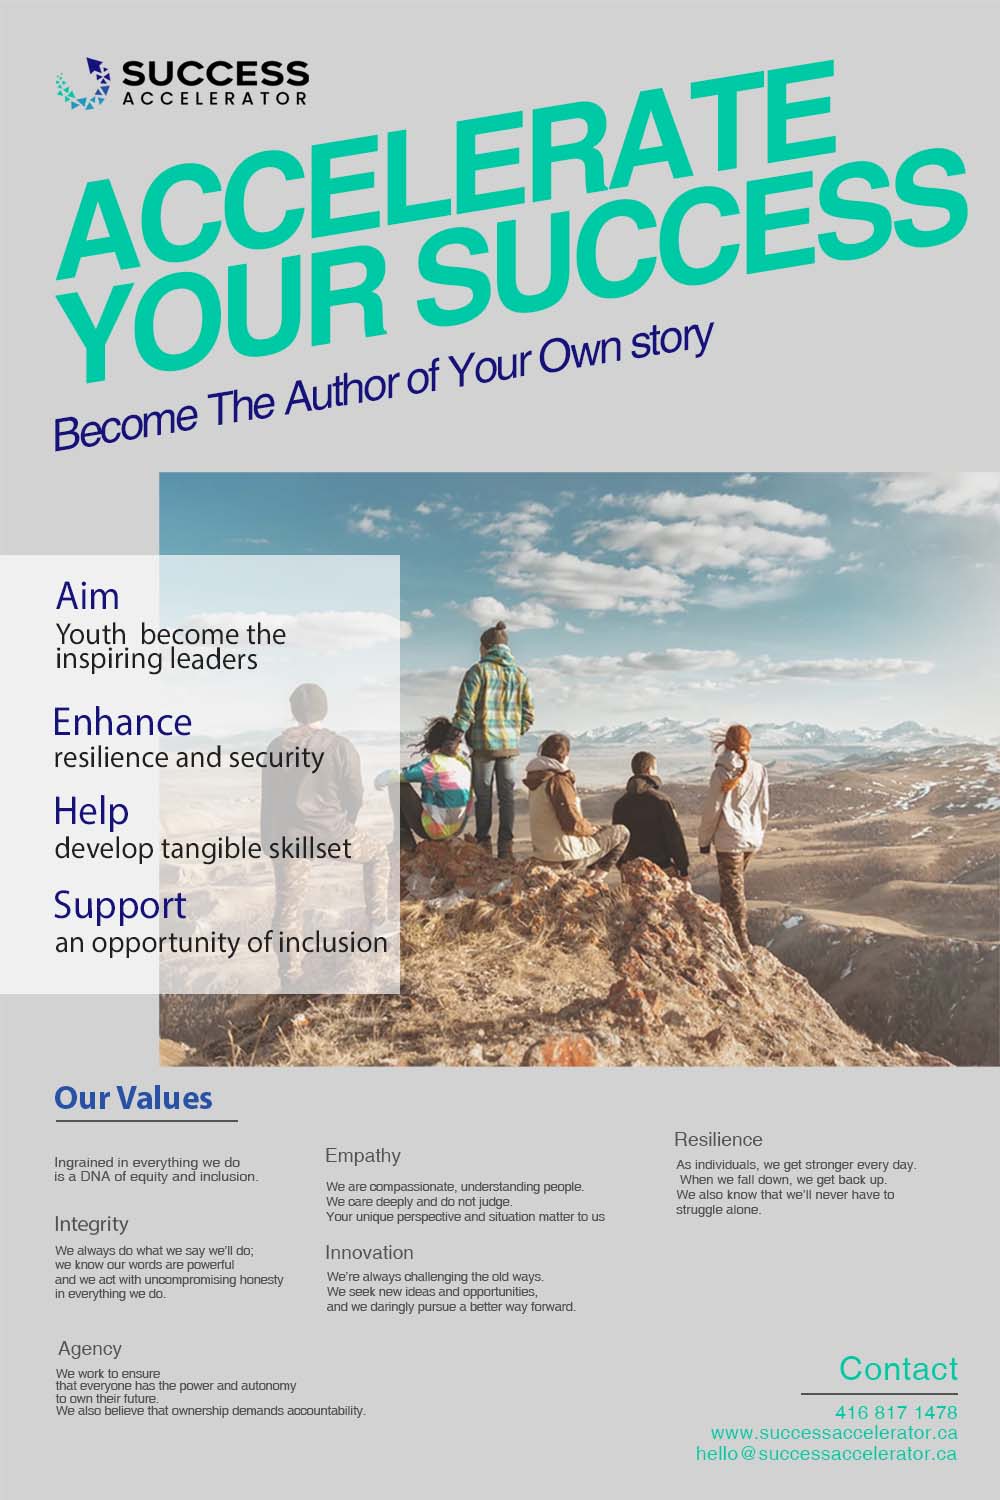 SUCCESS
ACCELERATOR
ACCELERATE
YOUR SUCCESS
Become The Author of Your Own story
Aim
Youth become the
inspiring leaders
Enhance
resilience and security
Help
develop tangible skillset
Support
an opportunity of inclusion
Our Values
Ingrained in everything we do
is a DNA of equity and inclusion.
Integrity
We always do what we say we'll do;
we know our words are powerful
and we act with uncompromising honesty
in everything we do.
Agency
We work to ensure
that everyone has the power and autonomy
to own their future.
We also believe that ownership demands accountability.
Empathy
We are compassionate, understanding people.
We care deeply and do not judge.
Your unique perspective and situation matter to us
Innovation
We're always challenging the old ways.
We seek new ideas and opportunities,
and we daringly pursue a better way forward.
Resilience
As individuals, we get stronger every day.
When we fall down, we get back up.
We also know that we'll never have to
struggle alone.
Contact
416 817 1478
www.successaccelerator.ca
hello@successaccelerator.ca